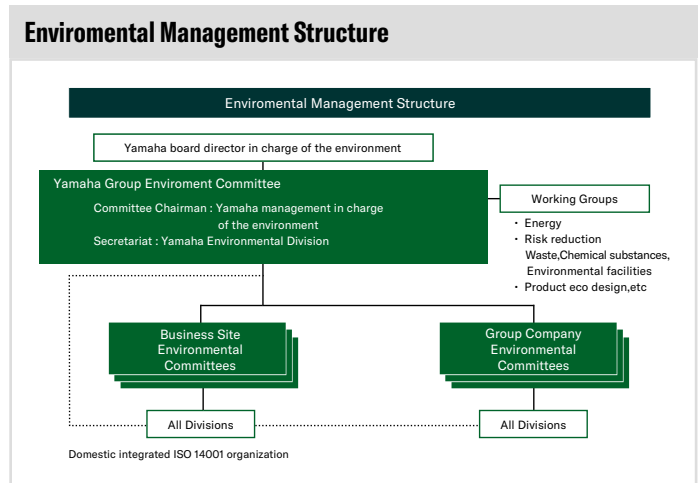 Enviromental Management Structure
Enviromental Management Structure
Yamaha board director in charge of the environment
Yamaha Group Enviroment Committee
Committee Chairman : Yamaha management in charge
of the environment
Secretariat : Yamaha Environmental Division
Working Groups
・ Energy
・ Risk reduction
Waste,Chemical substances,
Environmental facilities
・ Product eco design,etc
Business Site
Environmental
Committees
Group Company
Environmental
Committees
All Divisions
All Divisions
Domestic integrated ISO 14001 organization